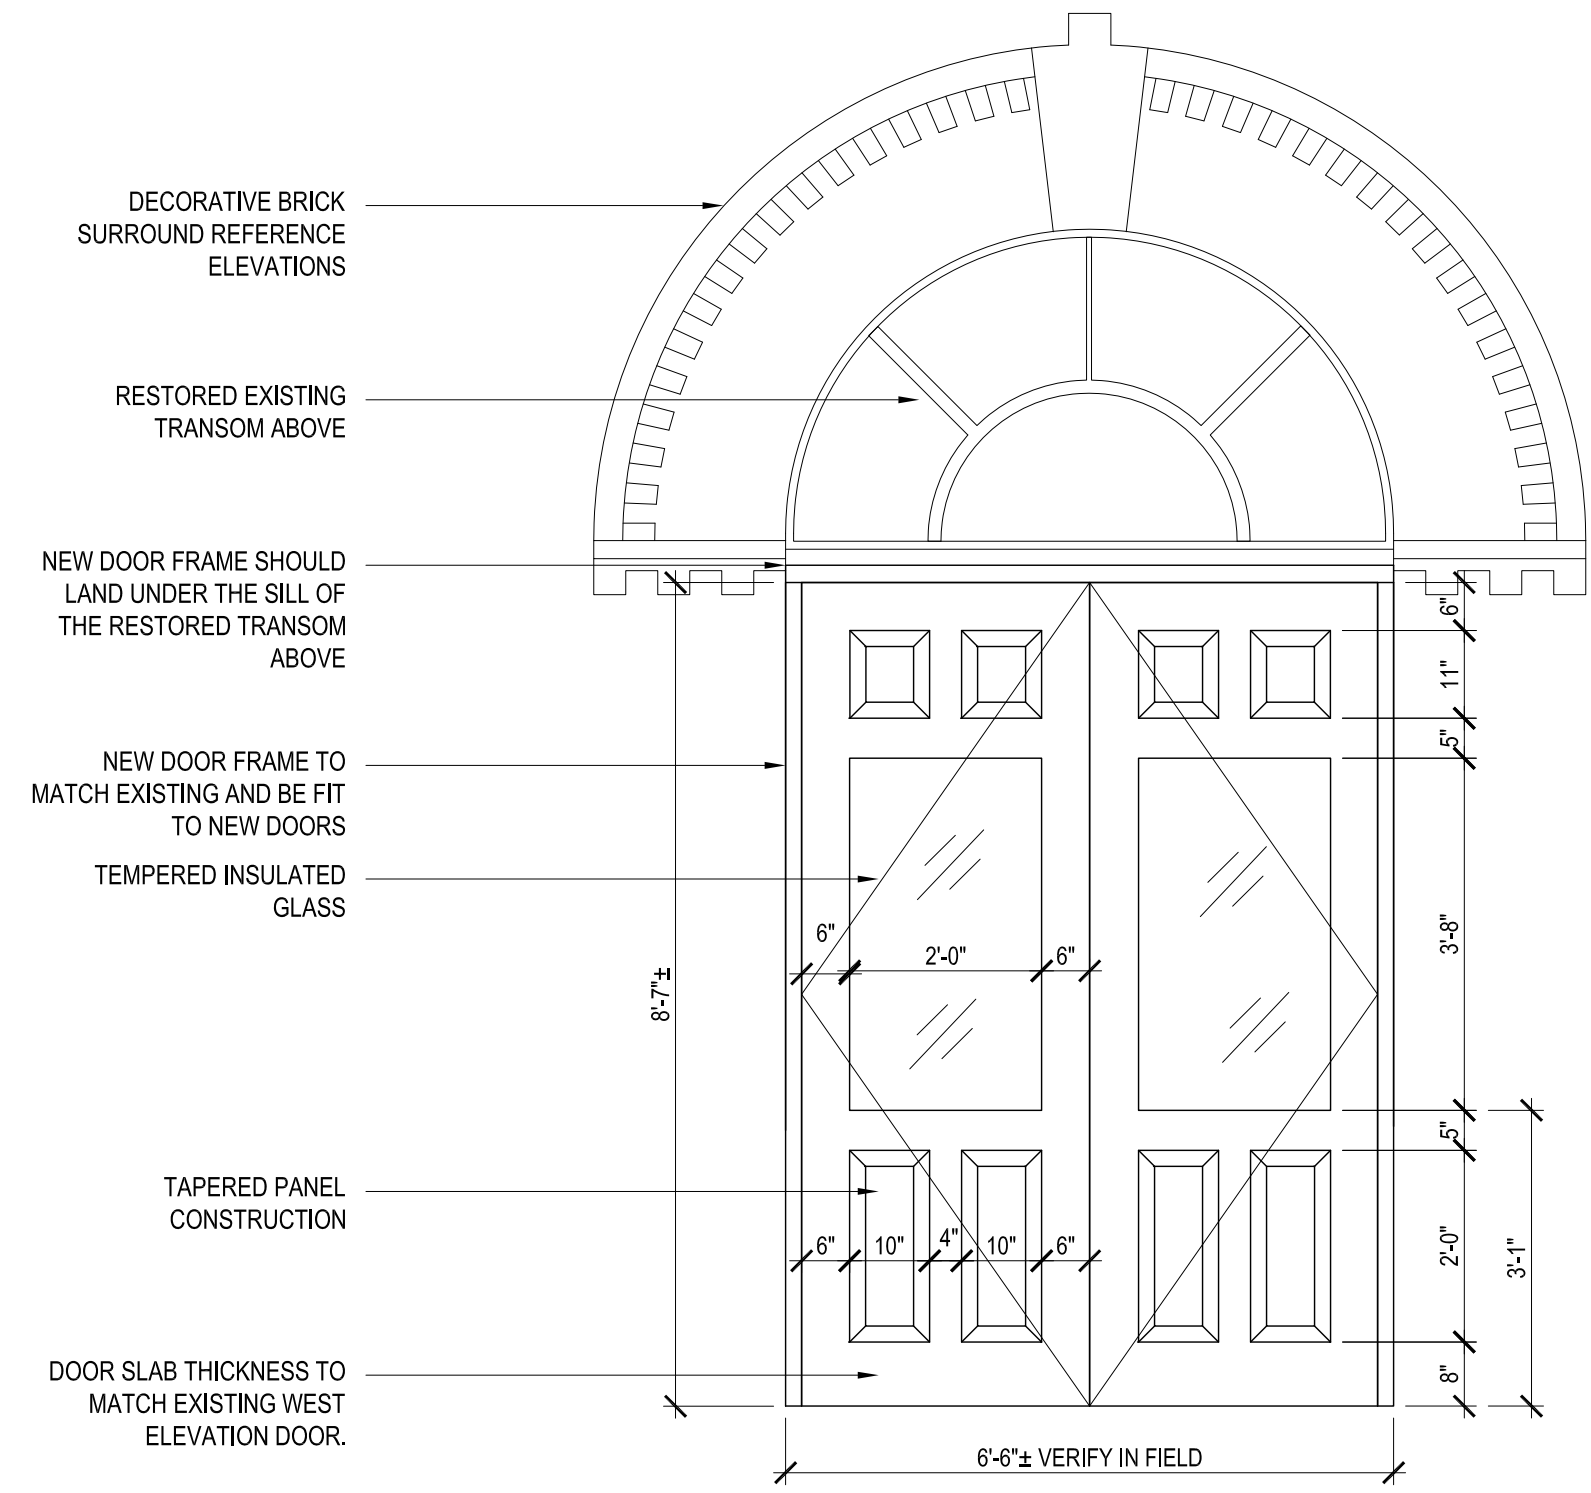 DECORATIVE BRICK
SURROUND REFERENCE
ELEVATIONS
RESTORED EXISTING
TRANSOM ABOVE
NEW DOOR FRAME SHOULD
LAND UNDER THE SILL OF
THE RESTORED TRANSOM
ABOVE
NEW DOOR FRAME TO
MATCH EXISTING AND BE FIT
TO NEW DOORS
TEMPERED INSULATED
GLASS
TAPERED PANEL
CONSTRUCTION
DOOR SLAB THICKNESS TO
MATCH EXISTING WEST
ELEVATION DOOR.
8'-7"±
6"
2'-0"
6"
6"
10"
4"
10"
6"
6"
11"
5"
3'-8"
5"
2'-0"
8"
3'-1"
6'-6"± VERIFY IN FIELD